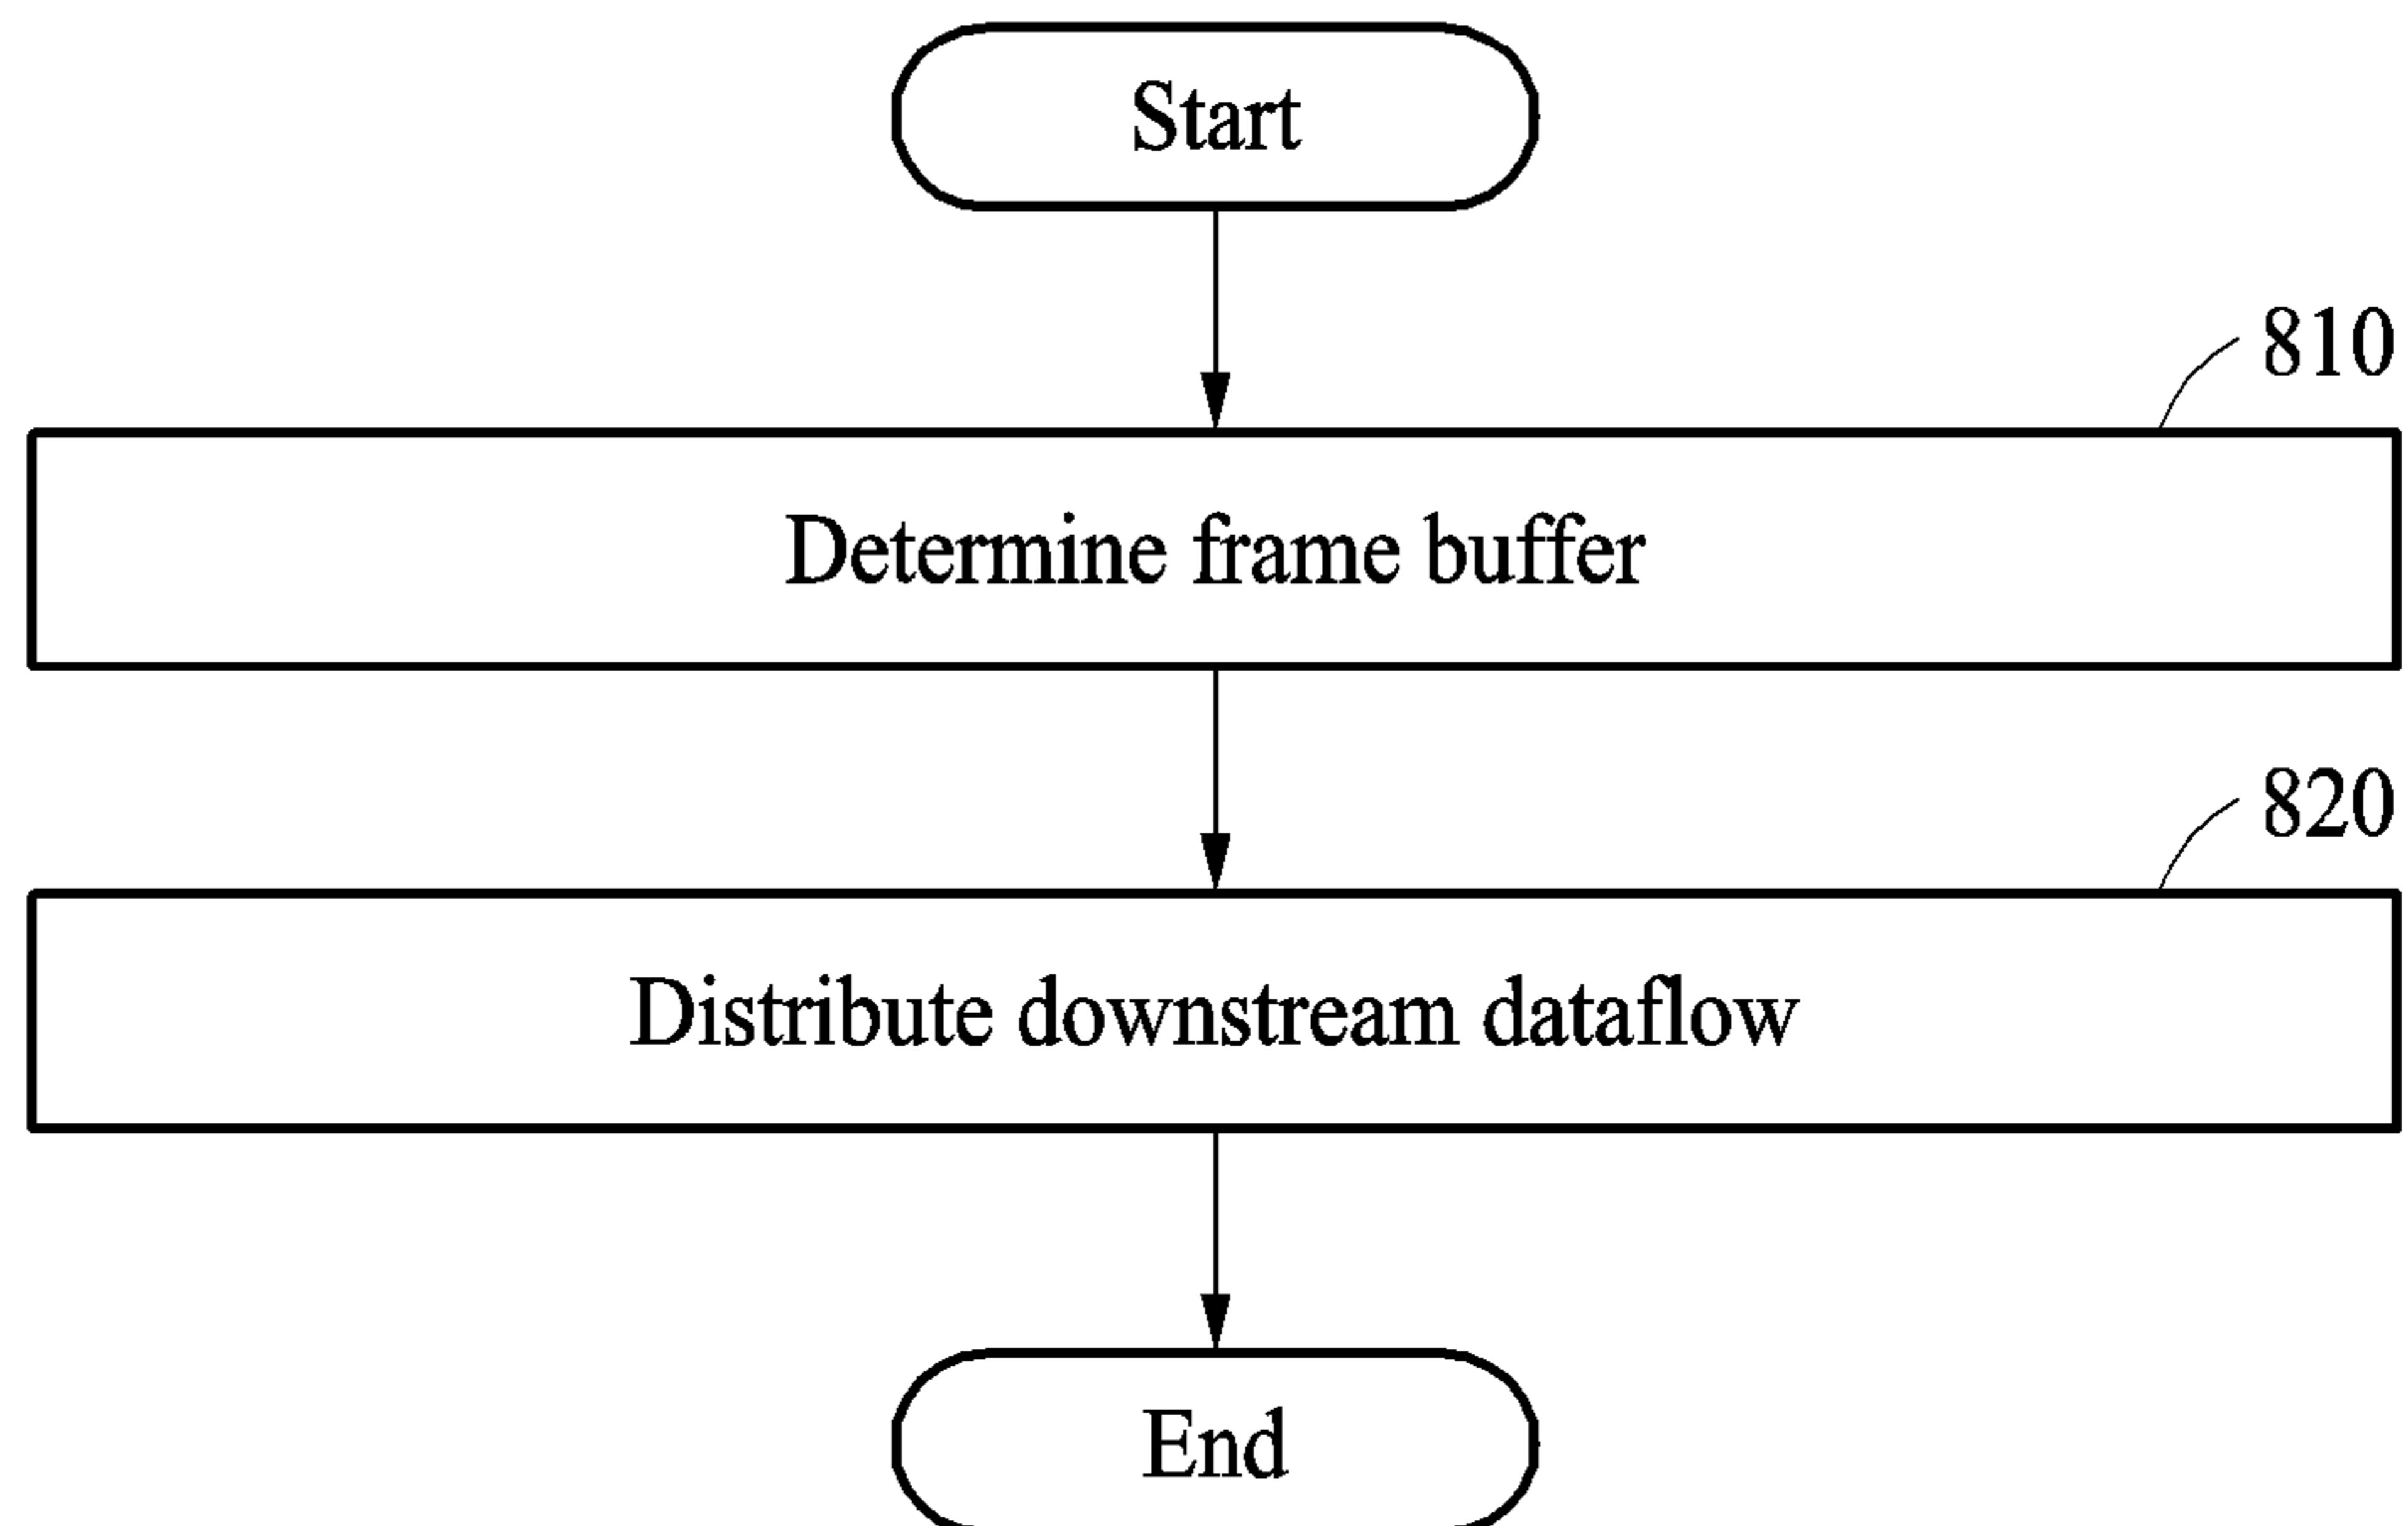 Start
810
Determine frame buffer
820
Distribute downstream dataflow
End